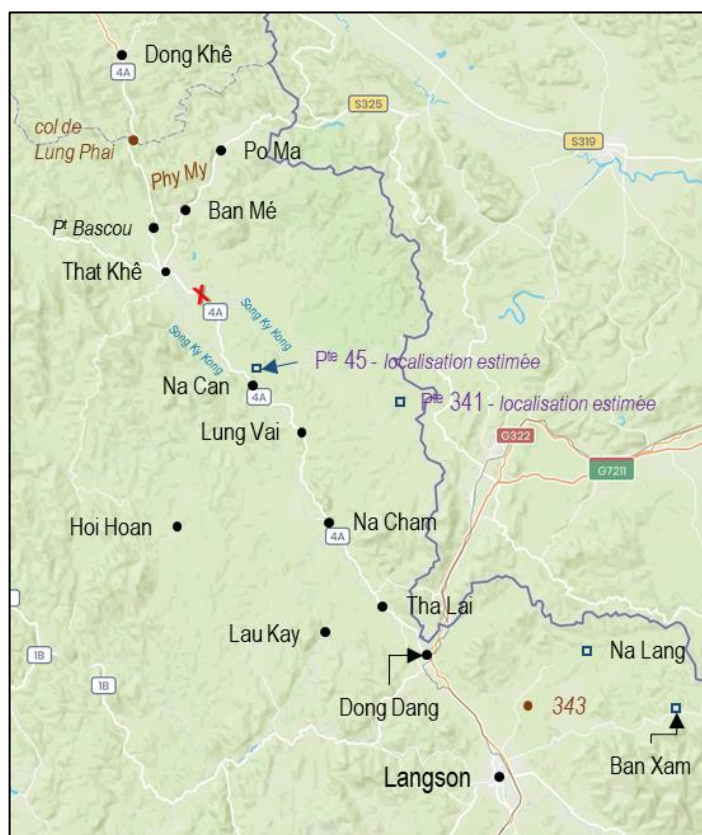 Dong Khê
4A
col de
Lung Phai
S325
S319
Po Ma
Phy My
Ban Mé
Pt Bascou
That Khê
4A
Song Ky Kong
Song Ky Kong
Pte 45 - localisation estimée
Na Can
4A
Pte 341 - localisation estimée
Lung Vai
G322
G7211
Hoi Hoan
Na Cham
4A
Tha Lai
Lau Kay
1B
1B
Na Lang
Dong Dang
343
Ban Xam
Langson